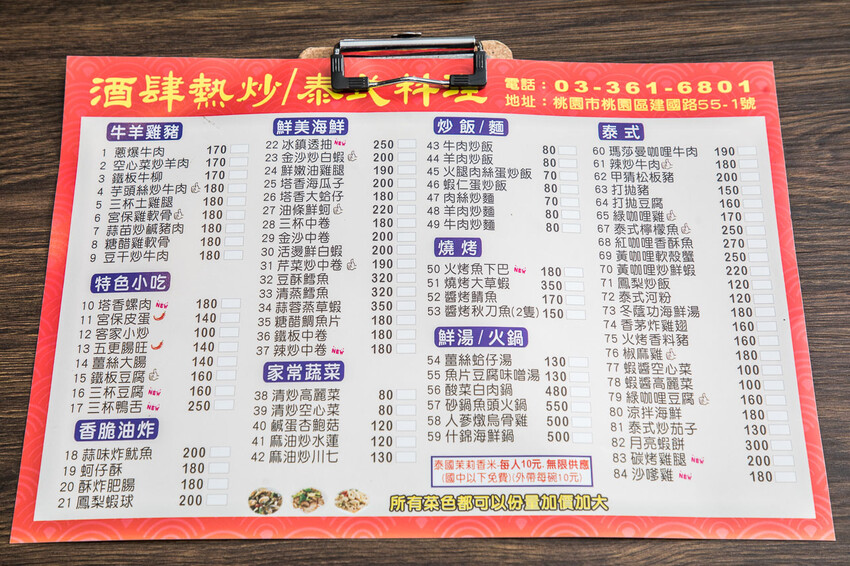 酒肆熱炒/泰式料理
電話：03-361-6801
地址：桃園市桃園區建國路55-1號
牛羊雞豬
1 蔥爆牛肉 170
2 空心菜炒羊肉 170
3 鐵板牛柳 170
4 芋頭絲炒牛肉 180
5 三杯土雞腿 180
6 宮保雞軟骨 180
7 蒜苗炒鹹豬肉 180
8 糖醋雞軟骨 180
9 豆干炒牛肉 180
特色小吃
10 塔香螺肉 NEW 180
11 宮保皮蛋 140
12 客家小炒 100
13 五更腸旺 140
14 薑絲大腸 140
15 鐵板豆腐 160
16 三杯豆腐 NEW 160
17 三杯鴨舌 NEW 250
香脆油炸
18 蒜味炸魷魚 200
19 蚵仔酥 180
20 酥炸肥腸 180
21 鳳梨蝦球 200
鮮美海鮮
22 冰鎮透抽 NEW 250
23 金沙炒白蝦 200
24 鮮嫩油雞腿 180
25 塔香海瓜子 200
26 塔香大蛤仔 180
27 油條鮮蚵 220
28 三杯中卷 180
29 金沙中卷 200
30 活邊鮮白蝦 200
31 芹菜炒中卷 190
32 豆酥鱈魚 200
33 清蒸鱈魚 200
34 蒜蓉蒸草蝦 350
35 糖醋鯛魚片 180
36 鐵板中卷 180
37 辣炒中卷 NEW 180
家常蔬菜
38 清炒高麗菜 80
39 清炒空心菜 80
40 鹹蛋杏鮑菇 120
41 麻油炒水蓮 120
42 麻油炒川七 130
炒飯/麵
43 牛肉炒飯 80
44 羊肉炒飯 80
45 火腿肉絲蛋炒飯 70
46 蝦仁蛋炒飯 80
47 肉絲炒麵 70
48 羊肉炒麵 80
49 牛肉炒麵 80
燒烤
50 火烤魚下巴 NEW 180
51 燒烤大草蝦 350
52 醬烤鯖魚 170
53 醬烤秋刀魚(2隻) 150
鮮湯/火鍋
54 薑絲蛤仔湯 130
55 魚片豆腐味噌湯 130
56 酸菜白肉鍋 480
57 砂鍋魚頭火鍋 550
58 人蔘燉烏骨雞 500
59 什錦海鮮鍋 500
泰國茉莉香米-每人10元.無限供應
(國中以下免費)(外帶每碗10元)
泰式
60 瑪莎曼咖哩牛肉 190
61 辣炒牛肉 180
62 甲猜松板豬 200
63 打拋豬 150
64 打拋豆腐 150
65 綠咖哩雞 170
67 泰式檸檬魚 250
68 紅咖哩香酥魚 270
69 黃咖哩軟殼蟹 250
70 黃咖哩炒鮮蝦 220
71 鳳梨炒飯 120
72 泰式河粉 120
73 冬蔭功海鮮湯 200
74 香茅炸雞翅 160
75 火烤香料豬 160
76 椒麻雞 160
77 蝦醬空心菜 100
78 蝦醬高麗菜 100
79 綠咖哩豆腐 160
80 涼拌海鮮 180
81 泰式炒茄子 130
82 月亮蝦餅 300
83 碳烤雞腿 NEW 200
84 沙嗲雞 NEW 180
所有菜色都可以份量加價加大